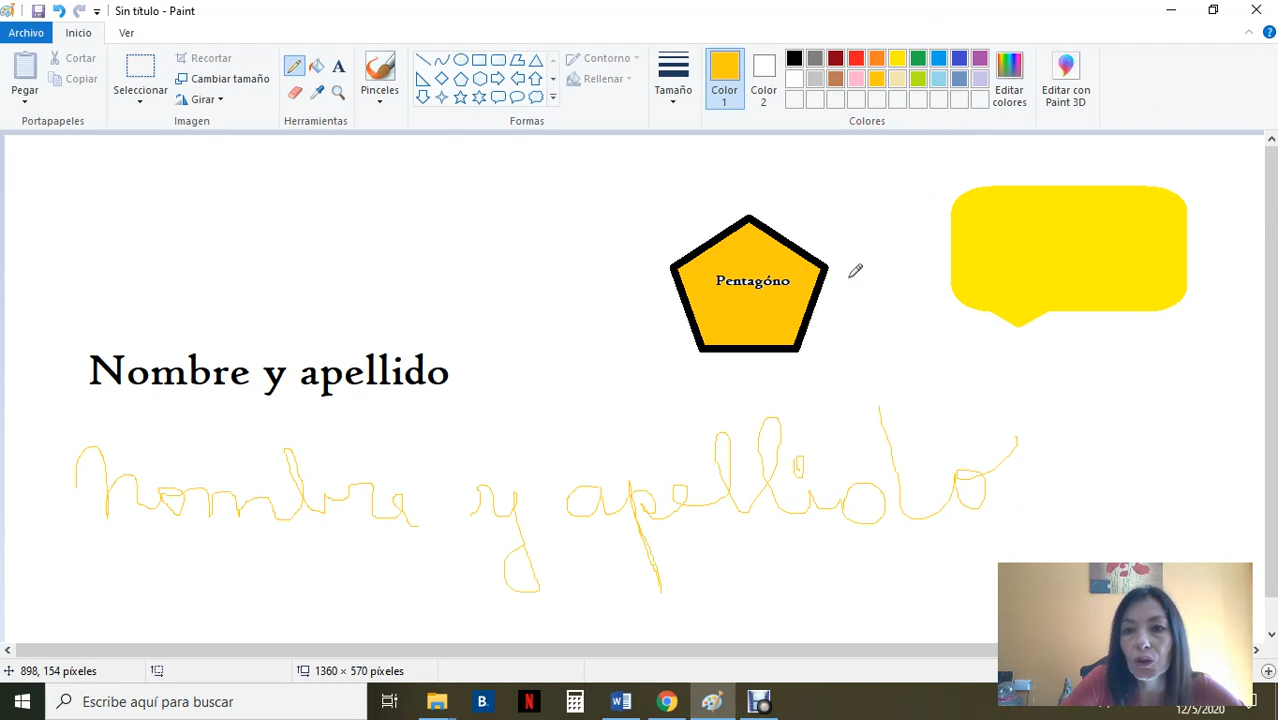 Sin título - Paint
Archivo
Inicio
Ver
Pegar
Cortar
Copiar
Portapapeles
Seleccionar
Recortar
Cambiar tamaño
Girar
Imagen
Herramientas
Pinceles
Contorno
Rellenar
Formas
Tamaño
Color 1
Color 2
Editar colores
Colores
Editar con Paint 3D
Pentagóno
Nombre y apellido
Nombre y apellido
898, 154 píxeles
1360 × 570 píxeles
Escribe aquí para buscar
12/5/2020